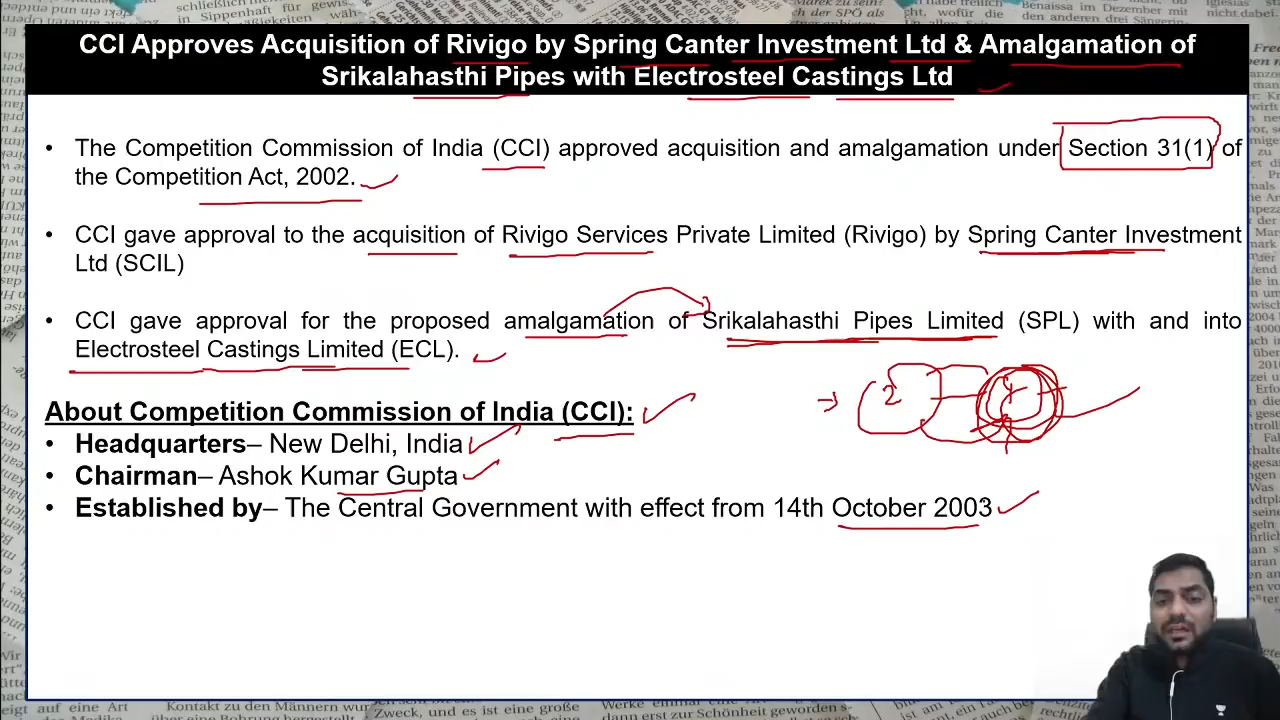 CCI Approves Acquisition of Rivigo by Spring Canter Investment Ltd & Amalgamation of
Srikalahasthi Pipes with Electrosteel Castings Ltd
• The Competition Commission of India (CCI) approved acquisition and amalgamation under Section 31(1) of
the Competition Act, 2002.
• CCI gave approval to the acquisition of Rivigo Services Private Limited (Rivigo) by Spring Canter Investment
Ltd (SCIL)
• CCI gave approval for the proposed amalgamation of Srikalahasthi Pipes Limited (SPL) with and into
Electrosteel Castings Limited (ECL).
About Competition Commission of India (CCI):
• Headquarters– New Delhi, India
• Chairman– Ashok Kumar Gupta
• Established by– The Central Government with effect from 14th October 2003